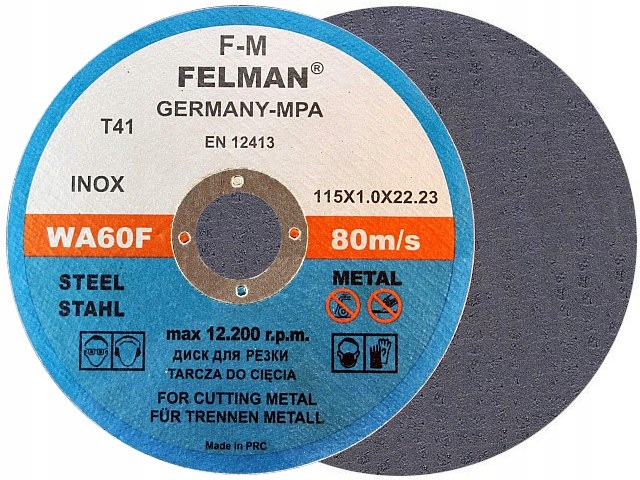 F-M
FELMAN®
GERMANY-MPA
T41
EN 12413
INOX
115X1.0X22.23
WA60F
80m/s
STEEL
STAHL
METAL
max 12.200 r.p.m.
ДИСК ДЛЯ РЕЗКИ
TARCZA DO CIĘCIA
FOR CUTTING METAL
FÜR TRENNEN METALL
Made in PRC